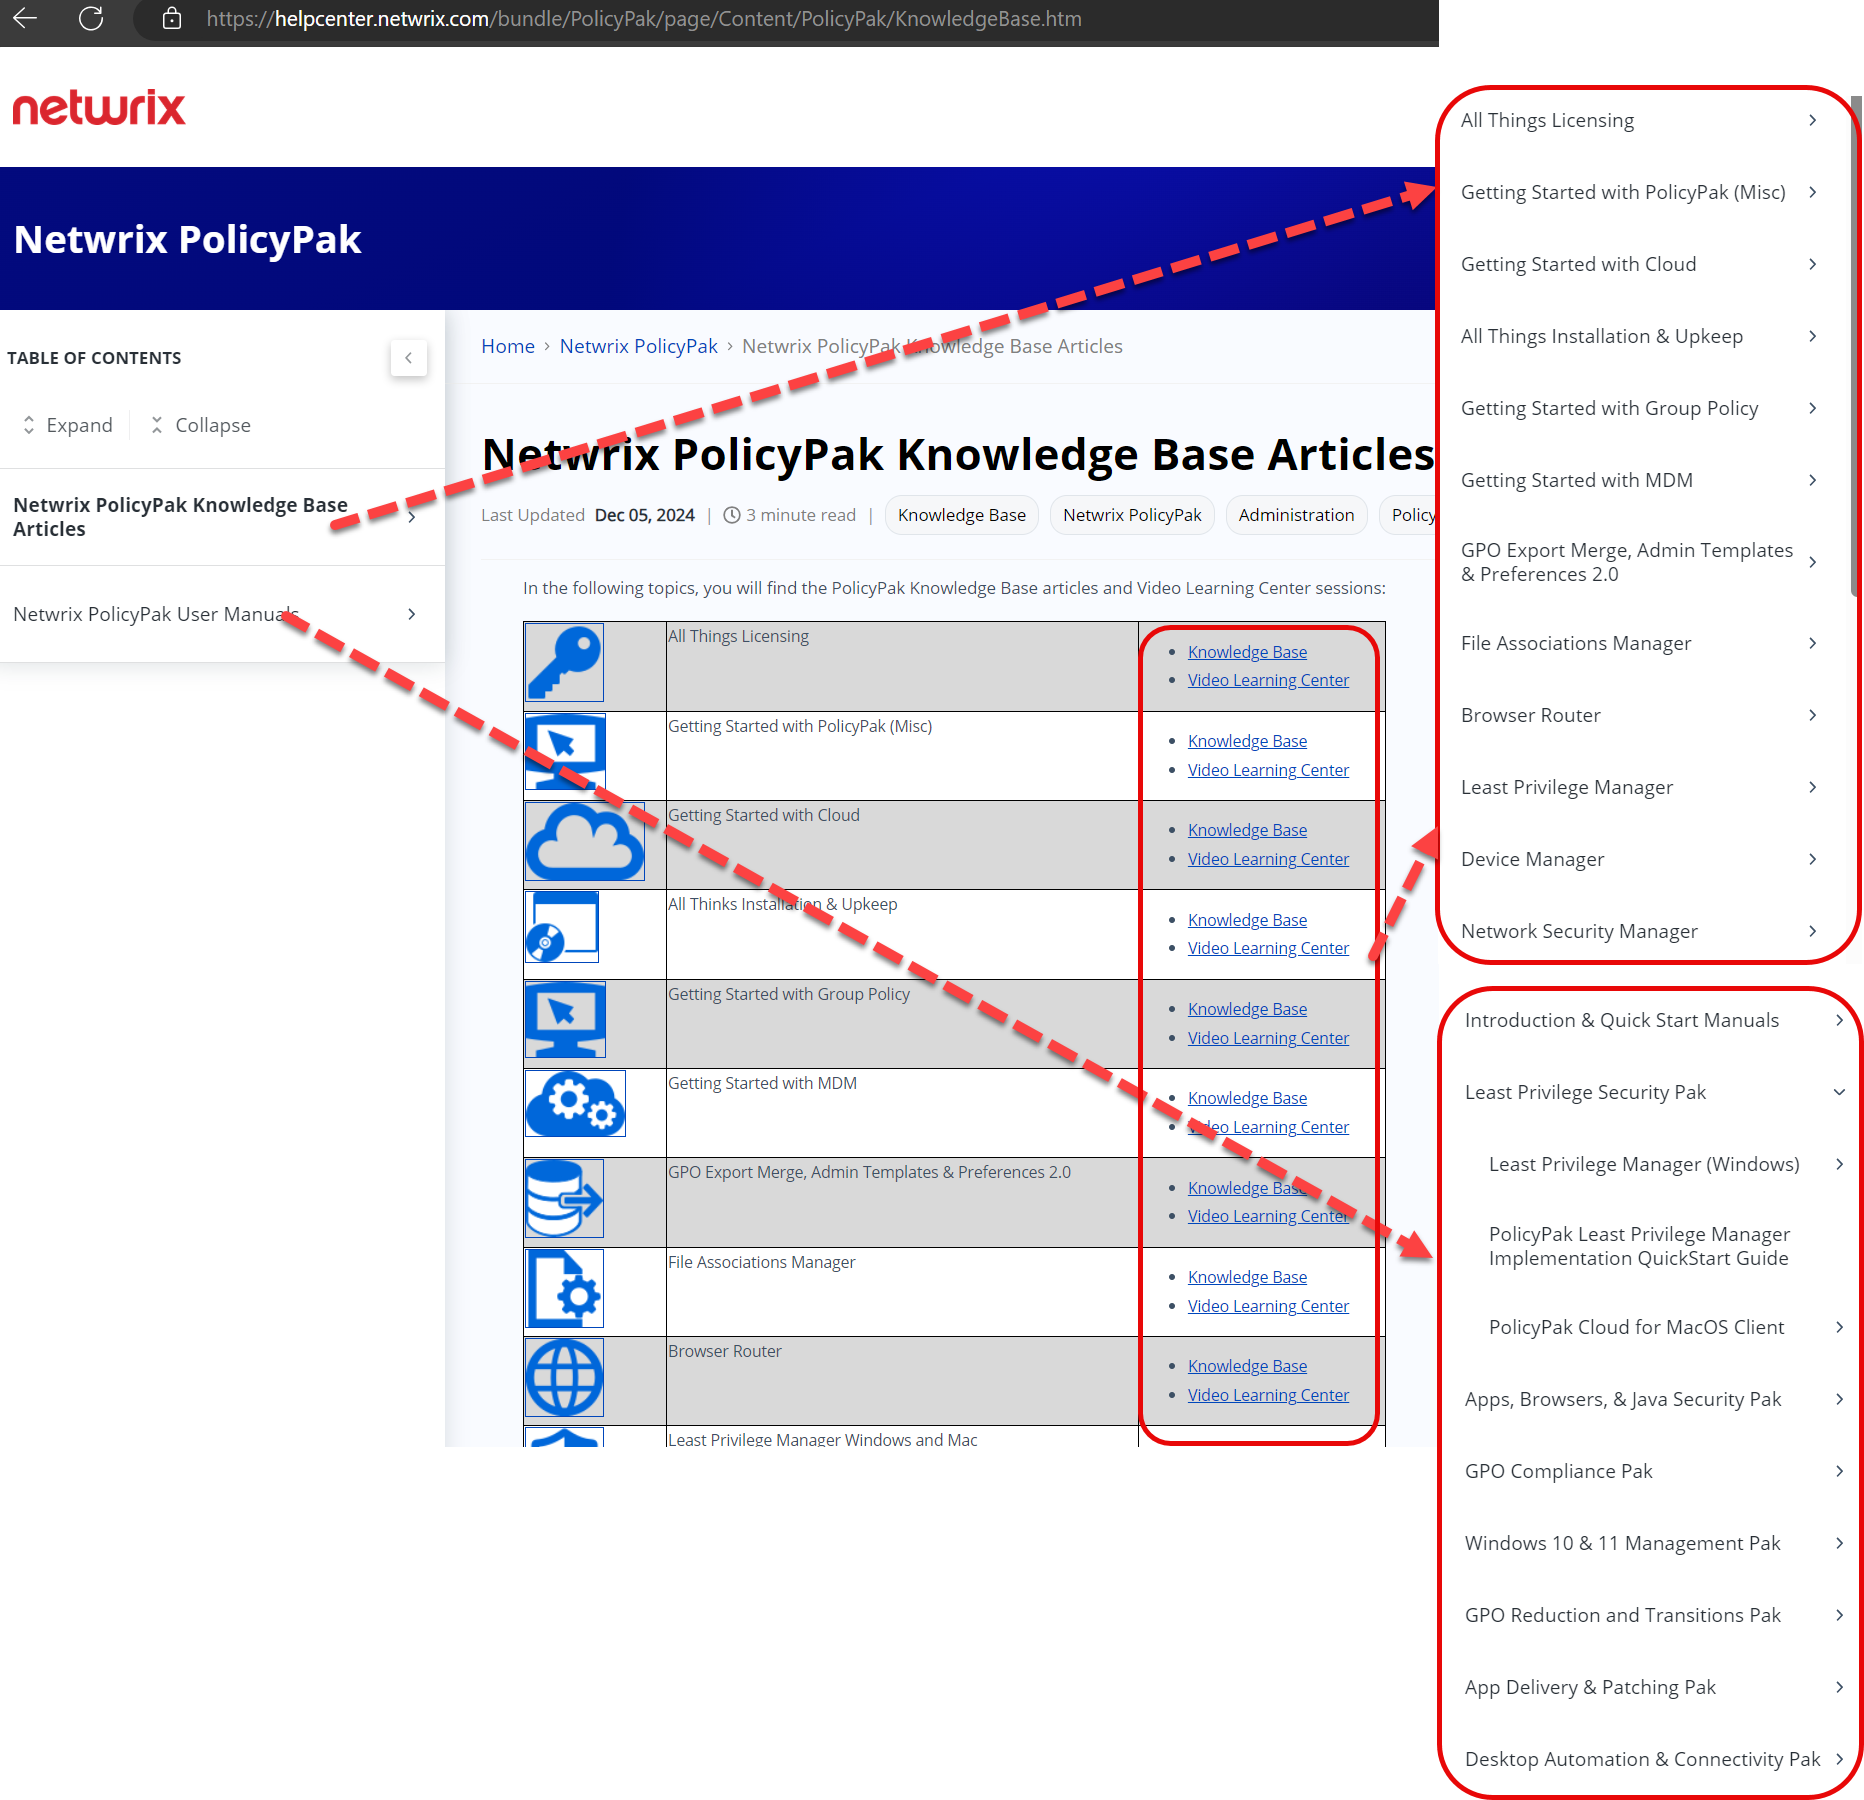 https://helpcenter.netwrix.com/bundle/PolicyPak/page/Content/PolicyPak/KnowledgeBase.htm
netwrix
Netwrix PolicyPak
TABLE OF CONTENTS
Expand
Collapse
Netwrix PolicyPak Knowledge Base
Articles
Netwrix PolicyPak User Manuals
Home › Netwrix PolicyPak › Netwrix PolicyPak Knowledge Base Articles
Netwrix PolicyPak Knowledge Base Articles
Last Updated Dec 05, 2024 | 3 minute read | Knowledge Base Netwrix PolicyPak Administration Policy
In the following topics, you will find the PolicyPak Knowledge Base articles and Video Learning Center sessions:
All Things Licensing
Knowledge Base
Video Learning Center
Getting Started with PolicyPak (Misc)
Knowledge Base
Video Learning Center
Getting Started with Cloud
Knowledge Base
Video Learning Center
All Thinks Installation & Upkeep
Knowledge Base
Video Learning Center
Getting Started with Group Policy
Knowledge Base
Video Learning Center
Getting Started with MDM
Knowledge Base
Video Learning Center
GPO Export Merge, Admin Templates & Preferences 2.0
Knowledge Base
Video Learning Center
File Associations Manager
Knowledge Base
Video Learning Center
Browser Router
Knowledge Base
Video Learning Center
Least Privilege Manager Windows and Mac
All Things Licensing
Getting Started with PolicyPak (Misc)
Getting Started with Cloud
All Things Installation & Upkeep
Getting Started with Group Policy
Getting Started with MDM
GPO Export Merge, Admin Templates
& Preferences 2.0
File Associations Manager
Browser Router
Least Privilege Manager
Device Manager
Network Security Manager
Introduction & Quick Start Manuals
Least Privilege Security Pak
Least Privilege Manager (Windows)
PolicyPak Least Privilege Manager
Implementation QuickStart Guide
PolicyPak Cloud for MacOS Client
Apps, Browsers, & Java Security Pak
GPO Compliance Pak
Windows 10 & 11 Management Pak
GPO Reduction and Transitions Pak
App Delivery & Patching Pak
Desktop Automation & Connectivity Pak